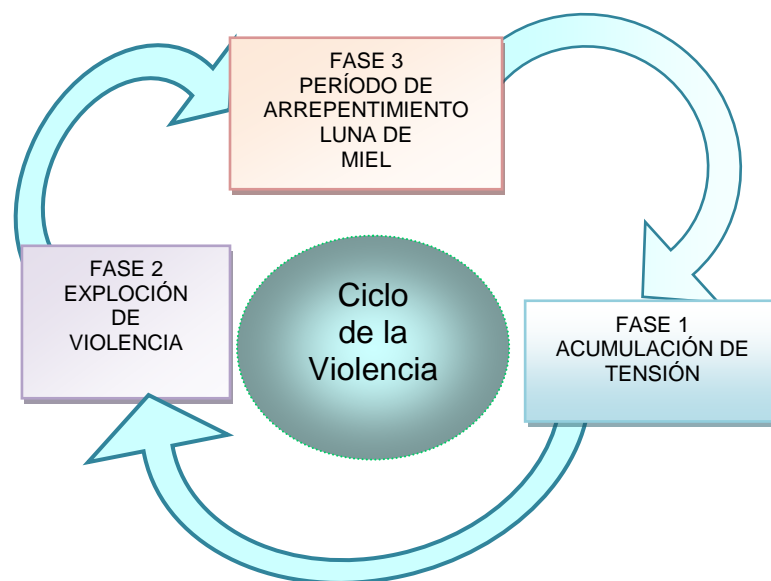 FASE 3
PERÍODO DE
ARREPENTIMIENTO
LUNA DE
MIEL
FASE 2
EXPLOCIÓN
DE
VIOLENCIA
Ciclo
de la
Violencia
FASE 1
ACUMULACIÓN DE
TENSIÓN